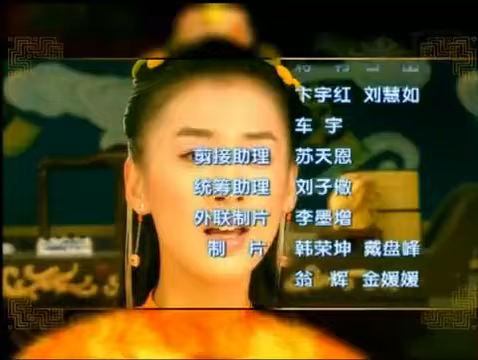 卞宇红 刘慧如
车 宇
剪接助理 苏天恩
统筹助理 刘子橄
外联制片 李墨增
制 片 韩荣坤 戴盘峰
翁 辉 金媛媛